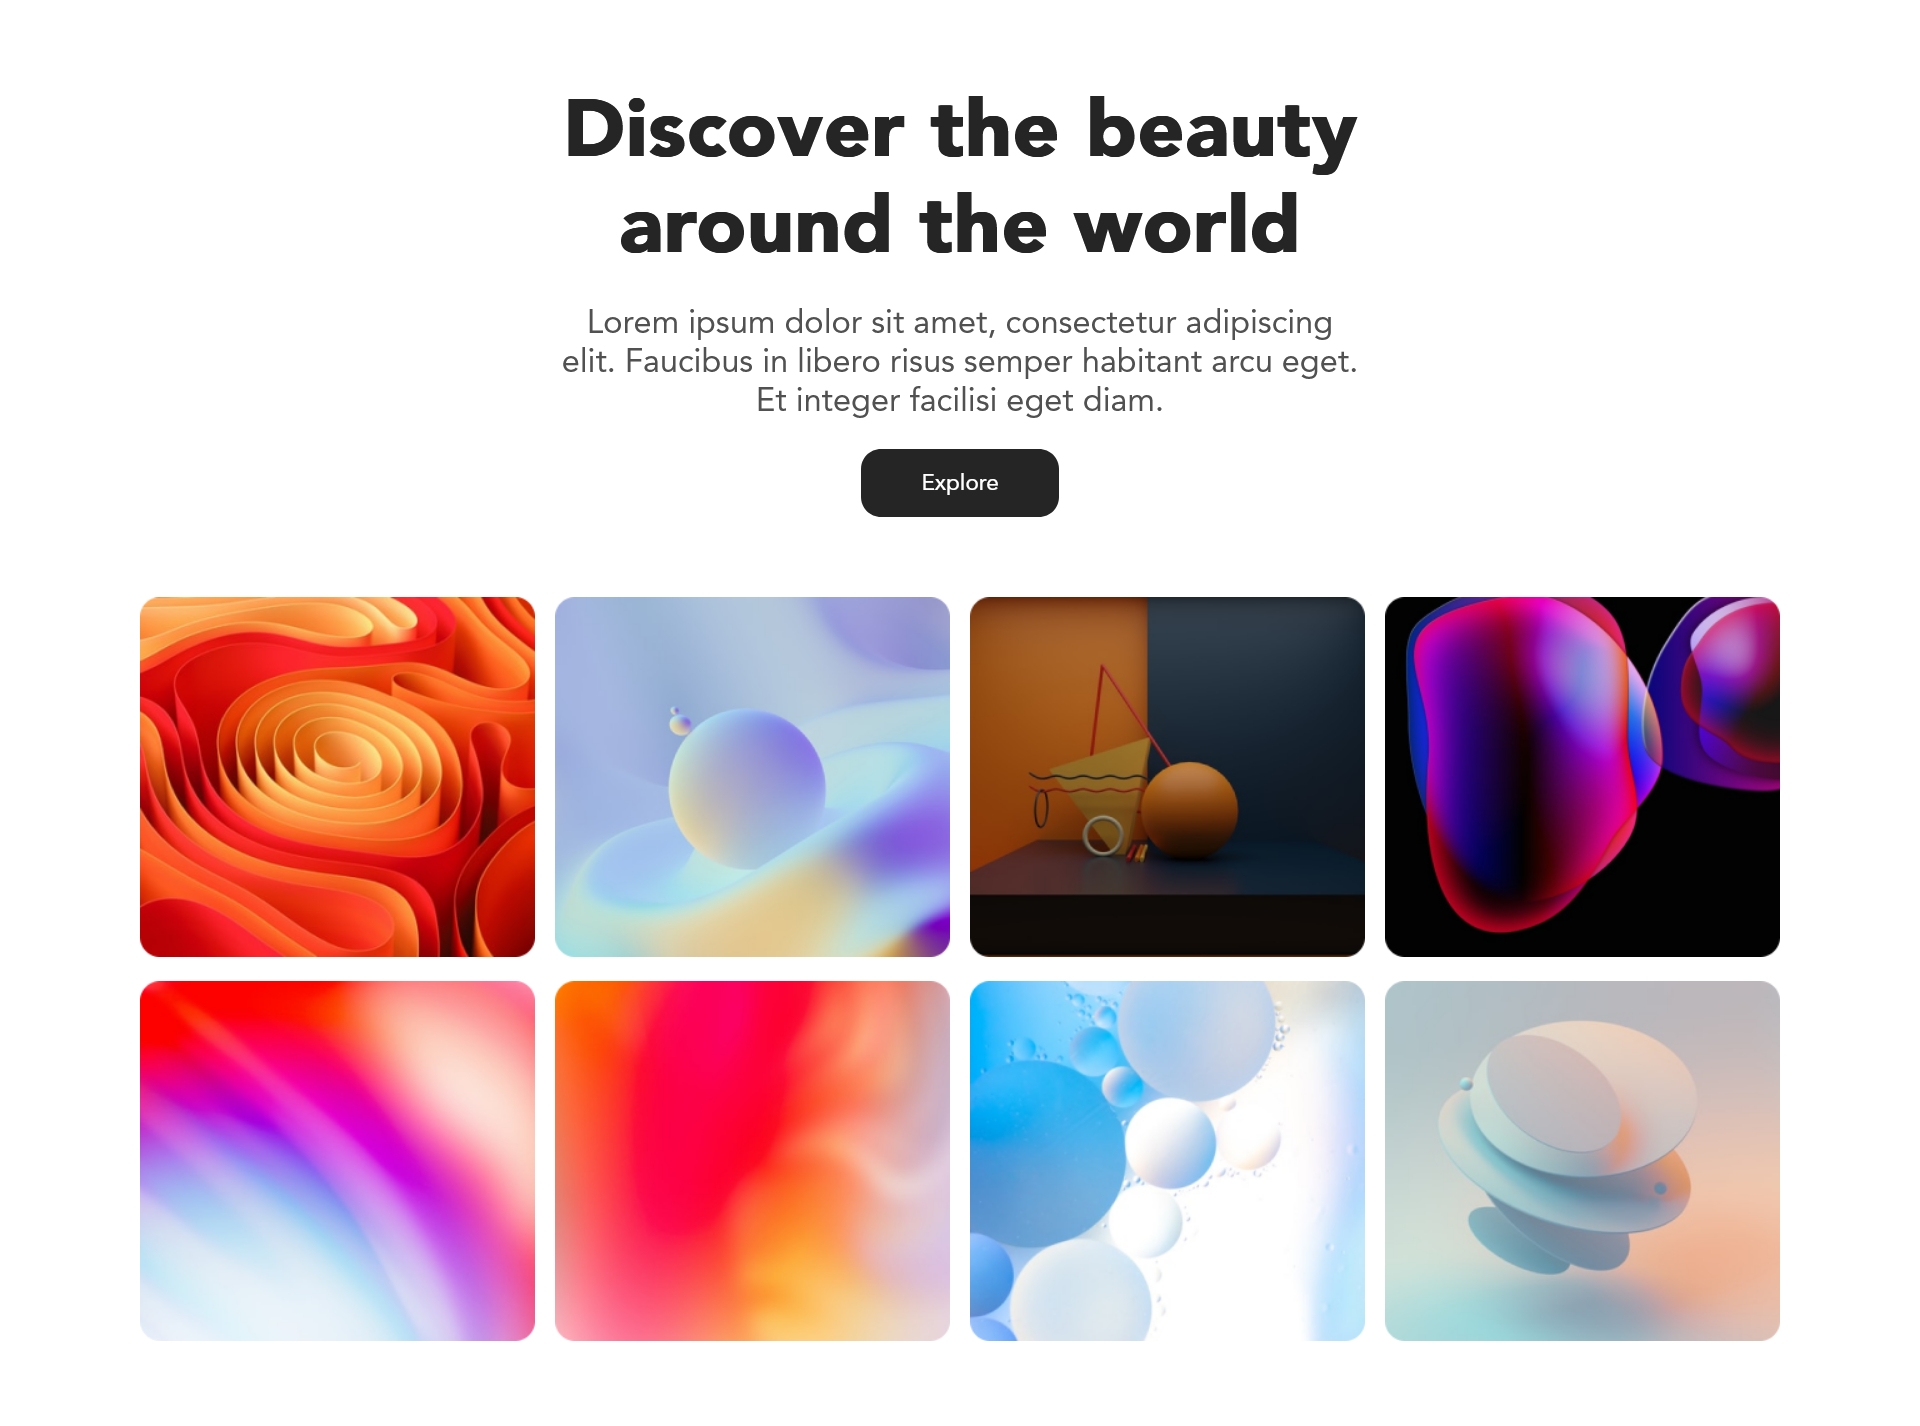 Discover the beauty
around the world
Lorem ipsum dolor sit amet, consectetur adipiscing
elit. Faucibus in libero risus semper habitant arcu eget.
Et integer facilisi eget diam.
Explore